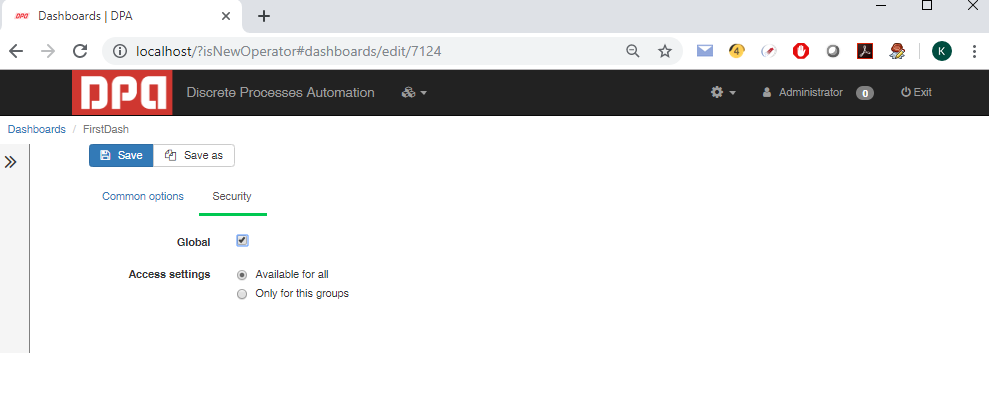 DPA Dashboards | DPA
localhost/?isNewOperator#dashboards/edit/7124
4
K
DPA Discrete Processes Automation Administrator 0 Exit
Dashboards / FirstDash
Save Save as
Common options Security
Global
Access settings Available for all
Only for this groups